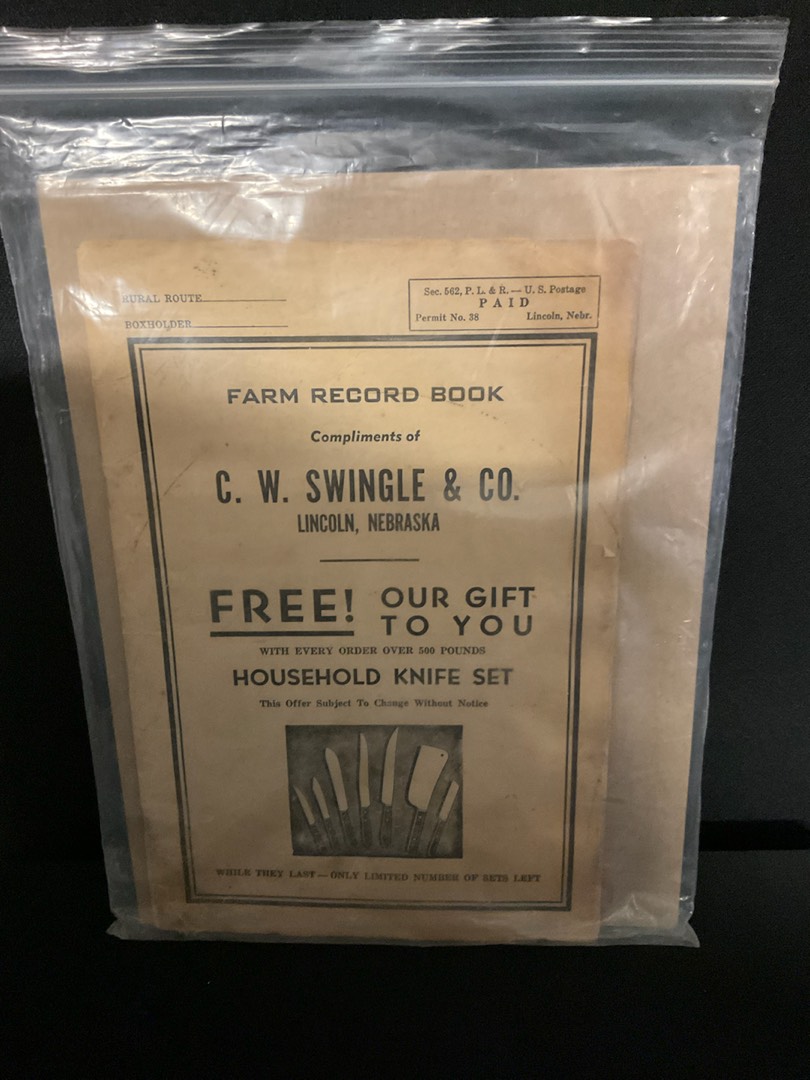 RURAL ROUTE
BOXHOLDER
Sec. 562, P. L. & R. — U. S. Postage
PAID
Permit No. 38 Lincoln, Nebr.
FARM RECORD BOOK
Compliments of
C. W. SWINGLE & CO.
LINCOLN, NEBRASKA
FREE! OUR GIFT
TO YOU
WITH EVERY ORDER OVER 500 POUNDS
HOUSEHOLD KNIFE SET
This Offer Subject To Change Without Notice
WHILE THEY LAST — ONLY LIMITED NUMBER OF SETS LEFT